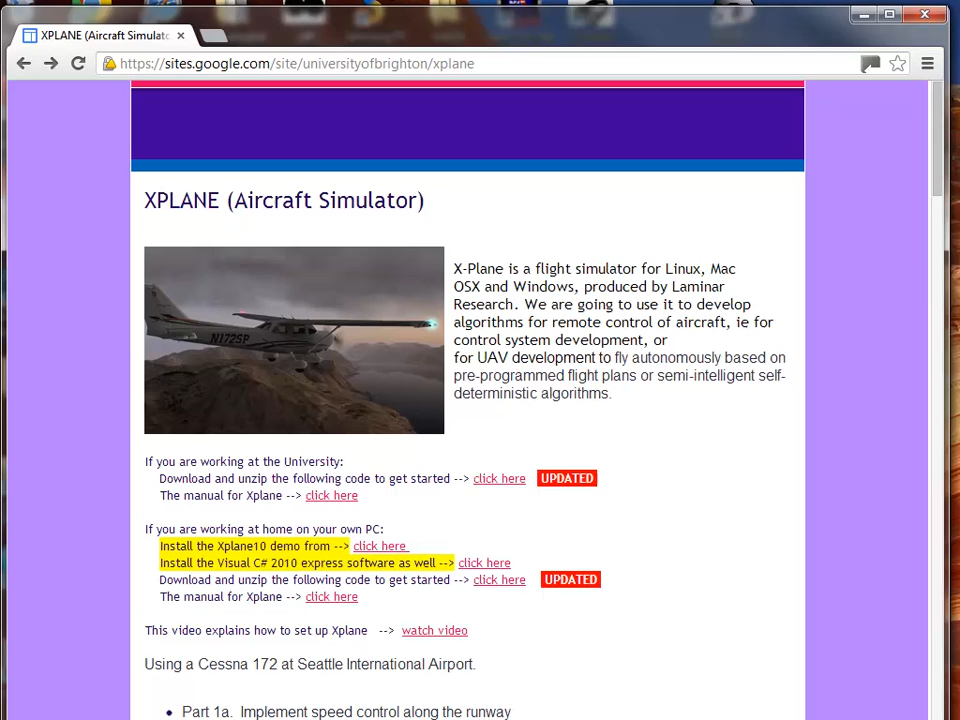 XPLANE (Aircraft Simulatc
https://sites.google.com/site/universityofbrighton/xplane
XPLANE (Aircraft Simulator)
N172SP
X-Plane is a flight simulator for Linux, Mac
OSX and Windows, produced by Laminar
Research. We are going to use it to develop
algorithms for remote control of aircraft, ie for
control system development, or
for UAV development to fly autonomously based on
pre-programmed flight plans or semi-intelligent self-
deterministic algorithms.
If you are working at the University:
Download and unzip the following code to get started --> click here UPDATED
The manual for Xplane --> click here
If you are working at home on your own PC:
Install the Xplane10 demo from --> click here
Install the Visual C# 2010 express software as well --> click here
Download and unzip the following code to get started --> click here UPDATED
The manual for Xplane --> click here
This video explains how to set up Xplane --> watch video
Using a Cessna 172 at Seattle International Airport.
• Part 1a. Implement speed control along the runway